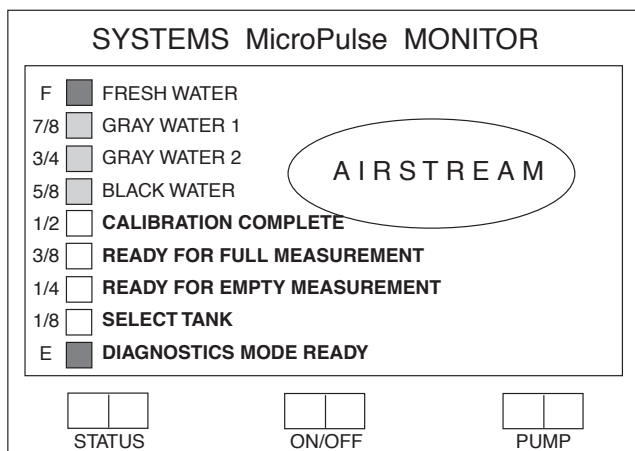 SYSTEMS MicroPulse MONITOR
F FRESH WATER
7/8 GRAY WATER 1
3/4 GRAY WATER 2
AIRSTREAM
5/8 BLACK WATER
1/2 CALIBRATION COMPLETE
3/8 READY FOR FULL MEASUREMENT
1/4 READY FOR EMPTY MEASUREMENT
1/8 SELECT TANK
E DIAGNOSTICS MODE READY
STATUS ON/OFF PUMP